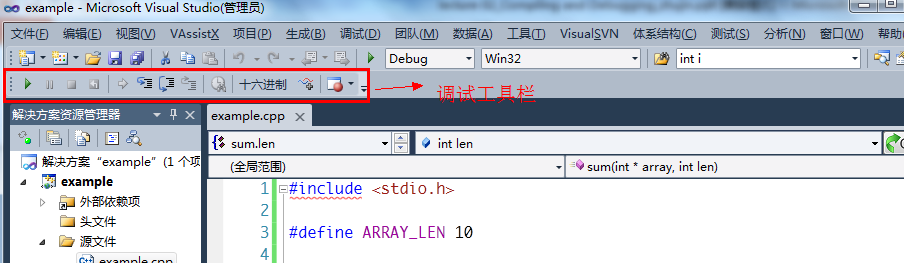 example - Microsoft Visual Studio(管理员)
文件(F) 编辑(E) 视图(V) VAssistX 项目(P) 生成(B) 调试(D) 团队(M) 数据(A) 工具(T) VisualSVN 体系结构(C) 测试(S) 分析(N) 窗口(W) 帮助
Debug Win32 int i
十六进制
调试工具栏
解决方案资源管理器
example.cpp
sum.len int len
(全局范围) sum(int * array, int len)
解决方案“example”(1 个项
example
外部依赖项
头文件
源文件
example.cpp
1 #include <stdio.h>
2
3 #define ARRAY_LEN 10
4